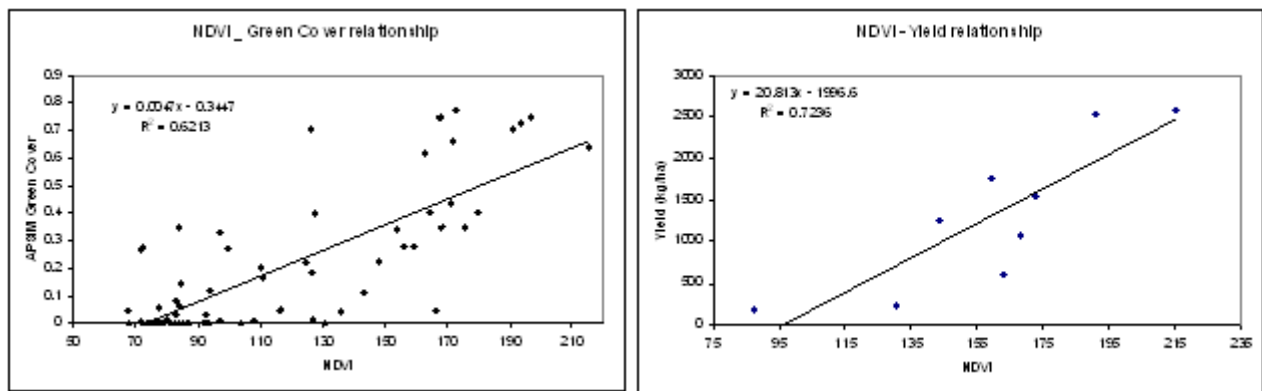 NDVI_ Green Cover relationship
y = 0.0047x - 0.3447
R² = 0.6213
APSIM Green Cover
0.9
0.8
0.7
0.6
0.5
0.4
0.3
0.2
0.1
0
50 70 90 110 130 150 170 190 210
NDVI
NDVI-Yield relationship
y = 20.813x - 1996.6
R² = 0.7236
Yield (kg/ha)
3000
2500
2000
1500
1000
500
0
75 95 115 135 155 175 195 215 235
NDVI